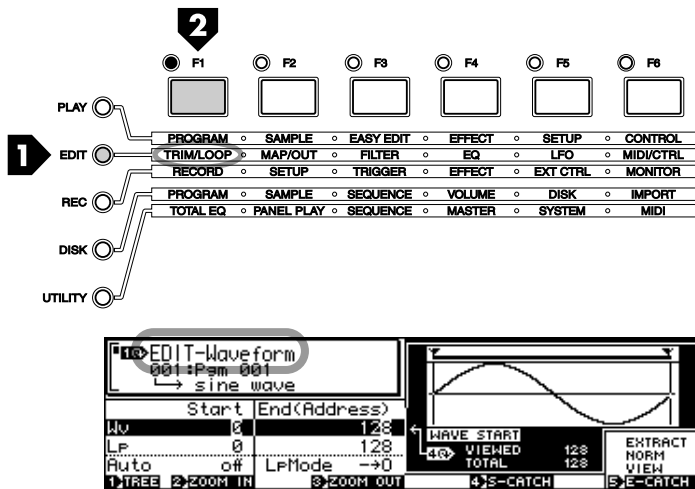 2
F1 F2 F3 F4 F5 F6
PLAY
PROGRAM SAMPLE EASY EDIT EFFECT SETUP CONTROL
1 EDIT
TRIM/LOOP MAP/OUT FILTER EQ LFO MIDI/CTRL
RECORD SETUP TRIGGER EFFECT EXT CTRL MONITOR
REC
PROGRAM SAMPLE SEQUENCE VOLUME DISK IMPORT
TOTAL EQ PANEL PLAY SEQUENCE MASTER SYSTEM MIDI
DISK
UTILITY
EDIT-Waveform
001:Pgm 001
sine wave
Start End(Address)
Wv 0 128
Lp 0 128
Auto off LpMode →O
WAVE START
VIEWED 128
TOTAL 128
EXTRACT
NORM
VIEW
1 TREE 2 ZOOM IN 3 ZOOM OUT 4 S-CATCH 5 E-CATCH